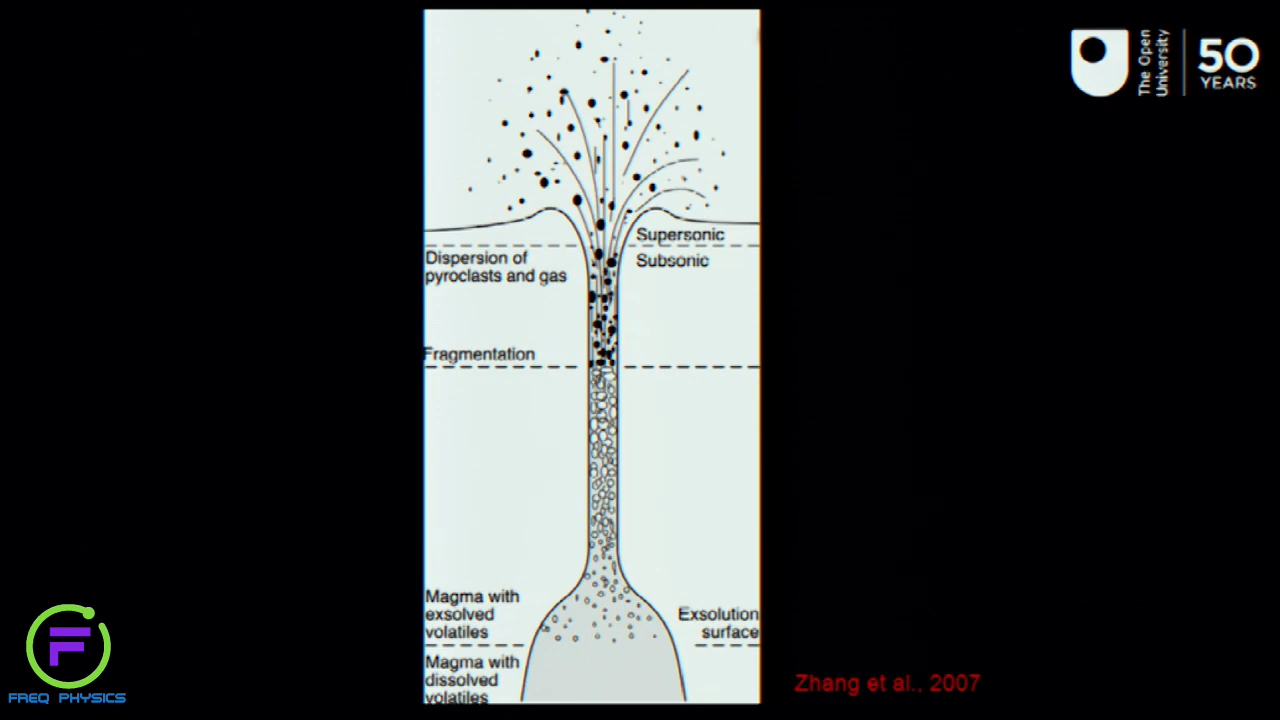 The Open
University
50
YEARS
Supersonic
Dispersion of
pyroclasts and gas
Subsonic
Fragmentation
Magma with
exsolved
volatiles
Exsolution
surface
Magma with
dissolved
volatiles
Zhang et al., 2007
F
FREQ PHYSICS